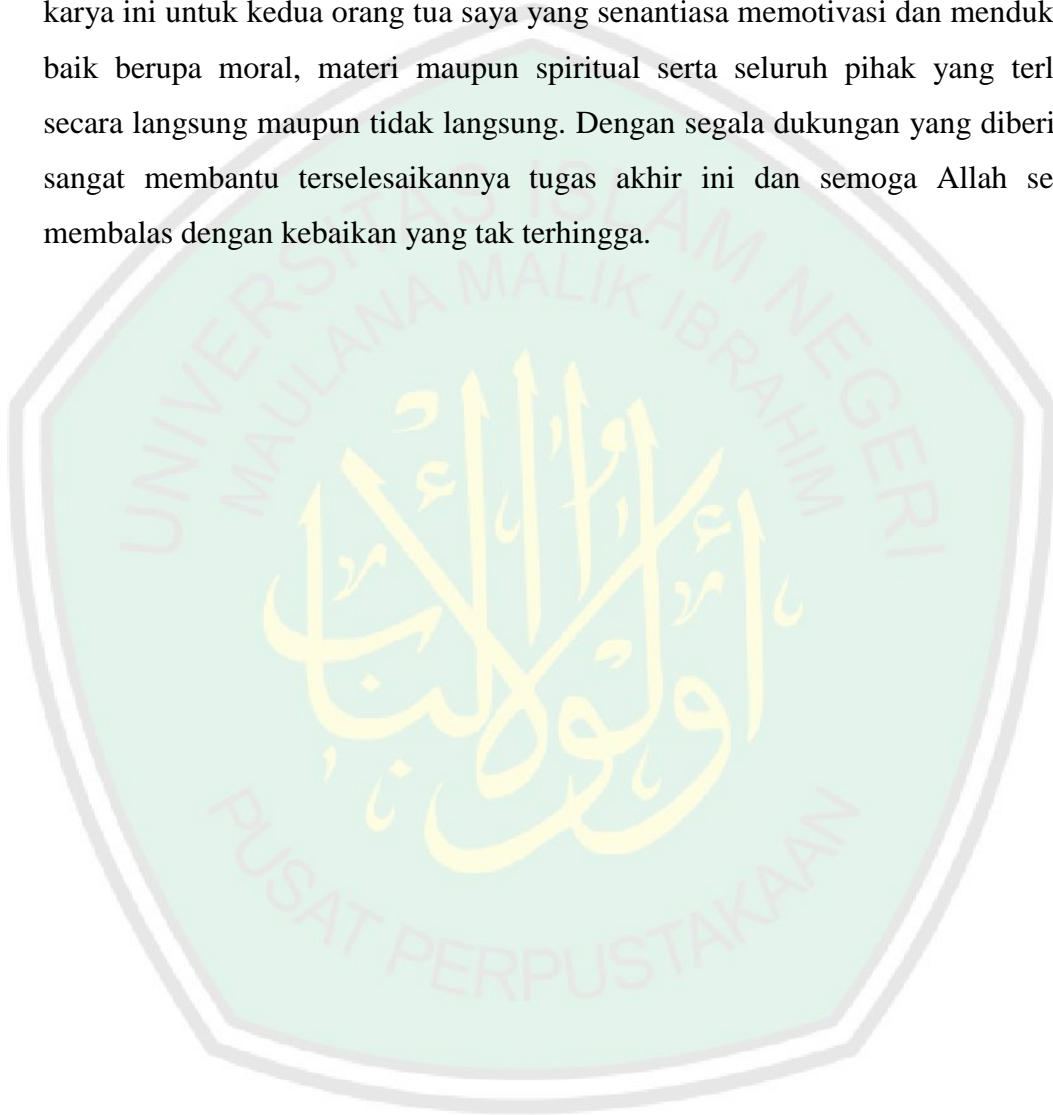 karya ini untuk kedua orang tua saya yang senantiasa memotivasi dan menduk
baik berupa moral, materi maupun spiritual serta seluruh pihak yang terl
secara langsung maupun tidak langsung. Dengan segala dukungan yang diberi
sangat membantu terselesaikannya tugas akhir ini dan semoga Allah se
membalas dengan kebaikan yang tak terhingga.
UNIVERSITAS ISLAM NEGERI
MAULANA MALIK IBRAHIM
أولوا الألباب
PUSAT PERPUSTAKAAN